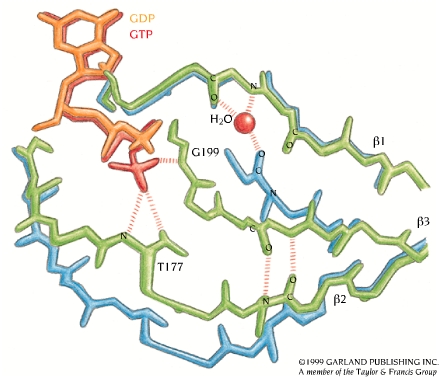 GDP
GTP
C
N
O
H₂O
C
O
β1
G199
O
C
N
C
O
β3
N
T177
O
C
N
β2
©1999 GARLAND PUBLISHING INC.
A member of the Taylor & Francis Group